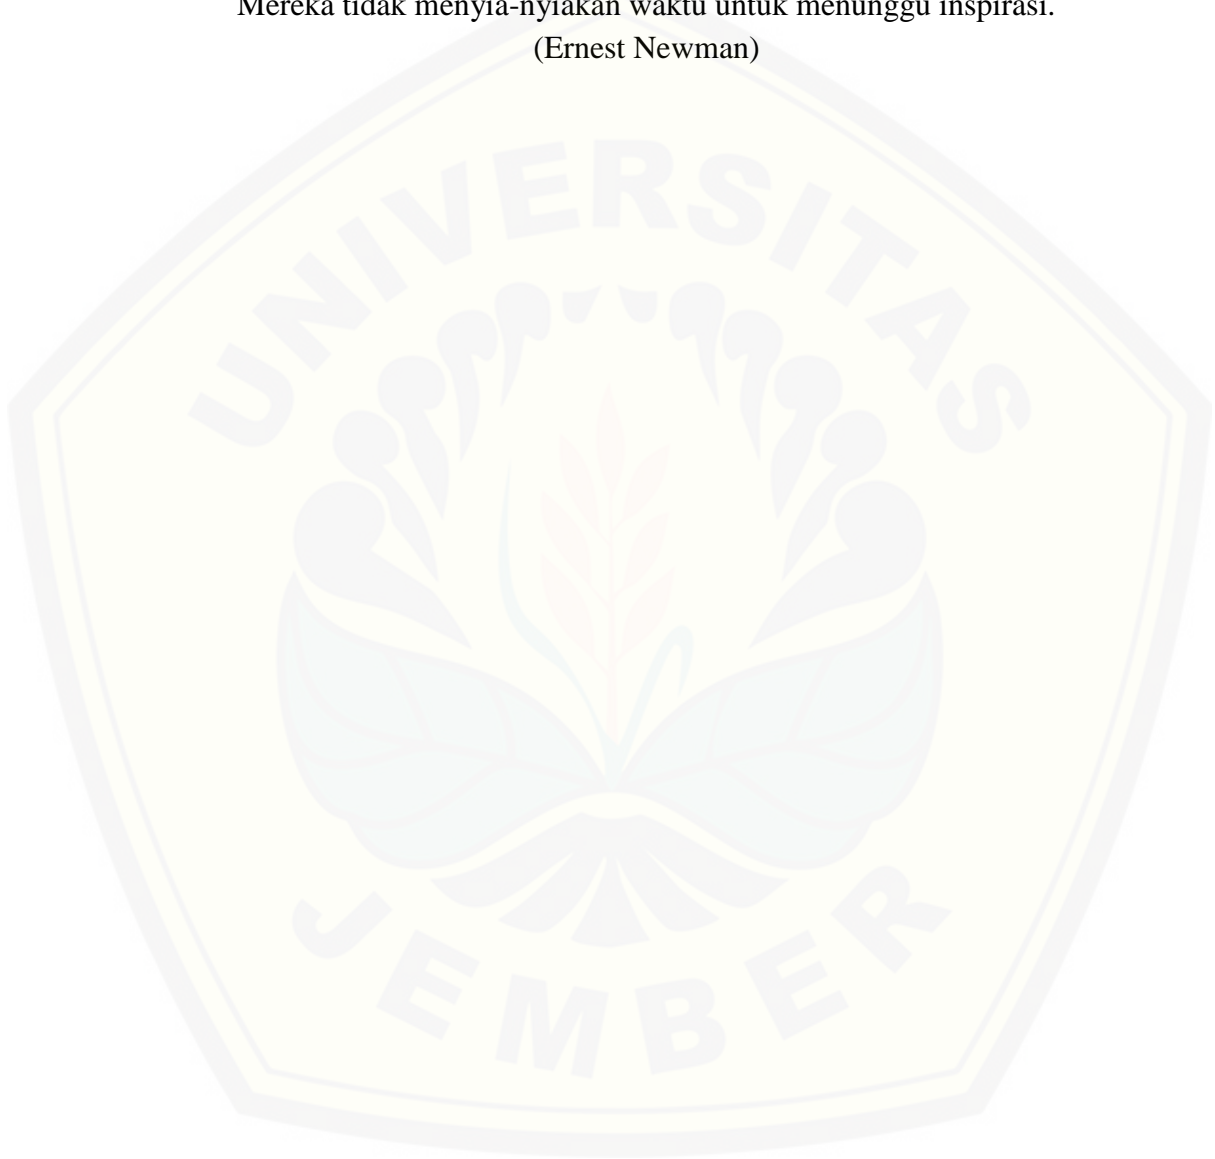 Mereka tidak menyia-nyiakan waktu untuk menunggu inspirasi.
(Ernest Newman)
UNIVERSITAS
JEMBER